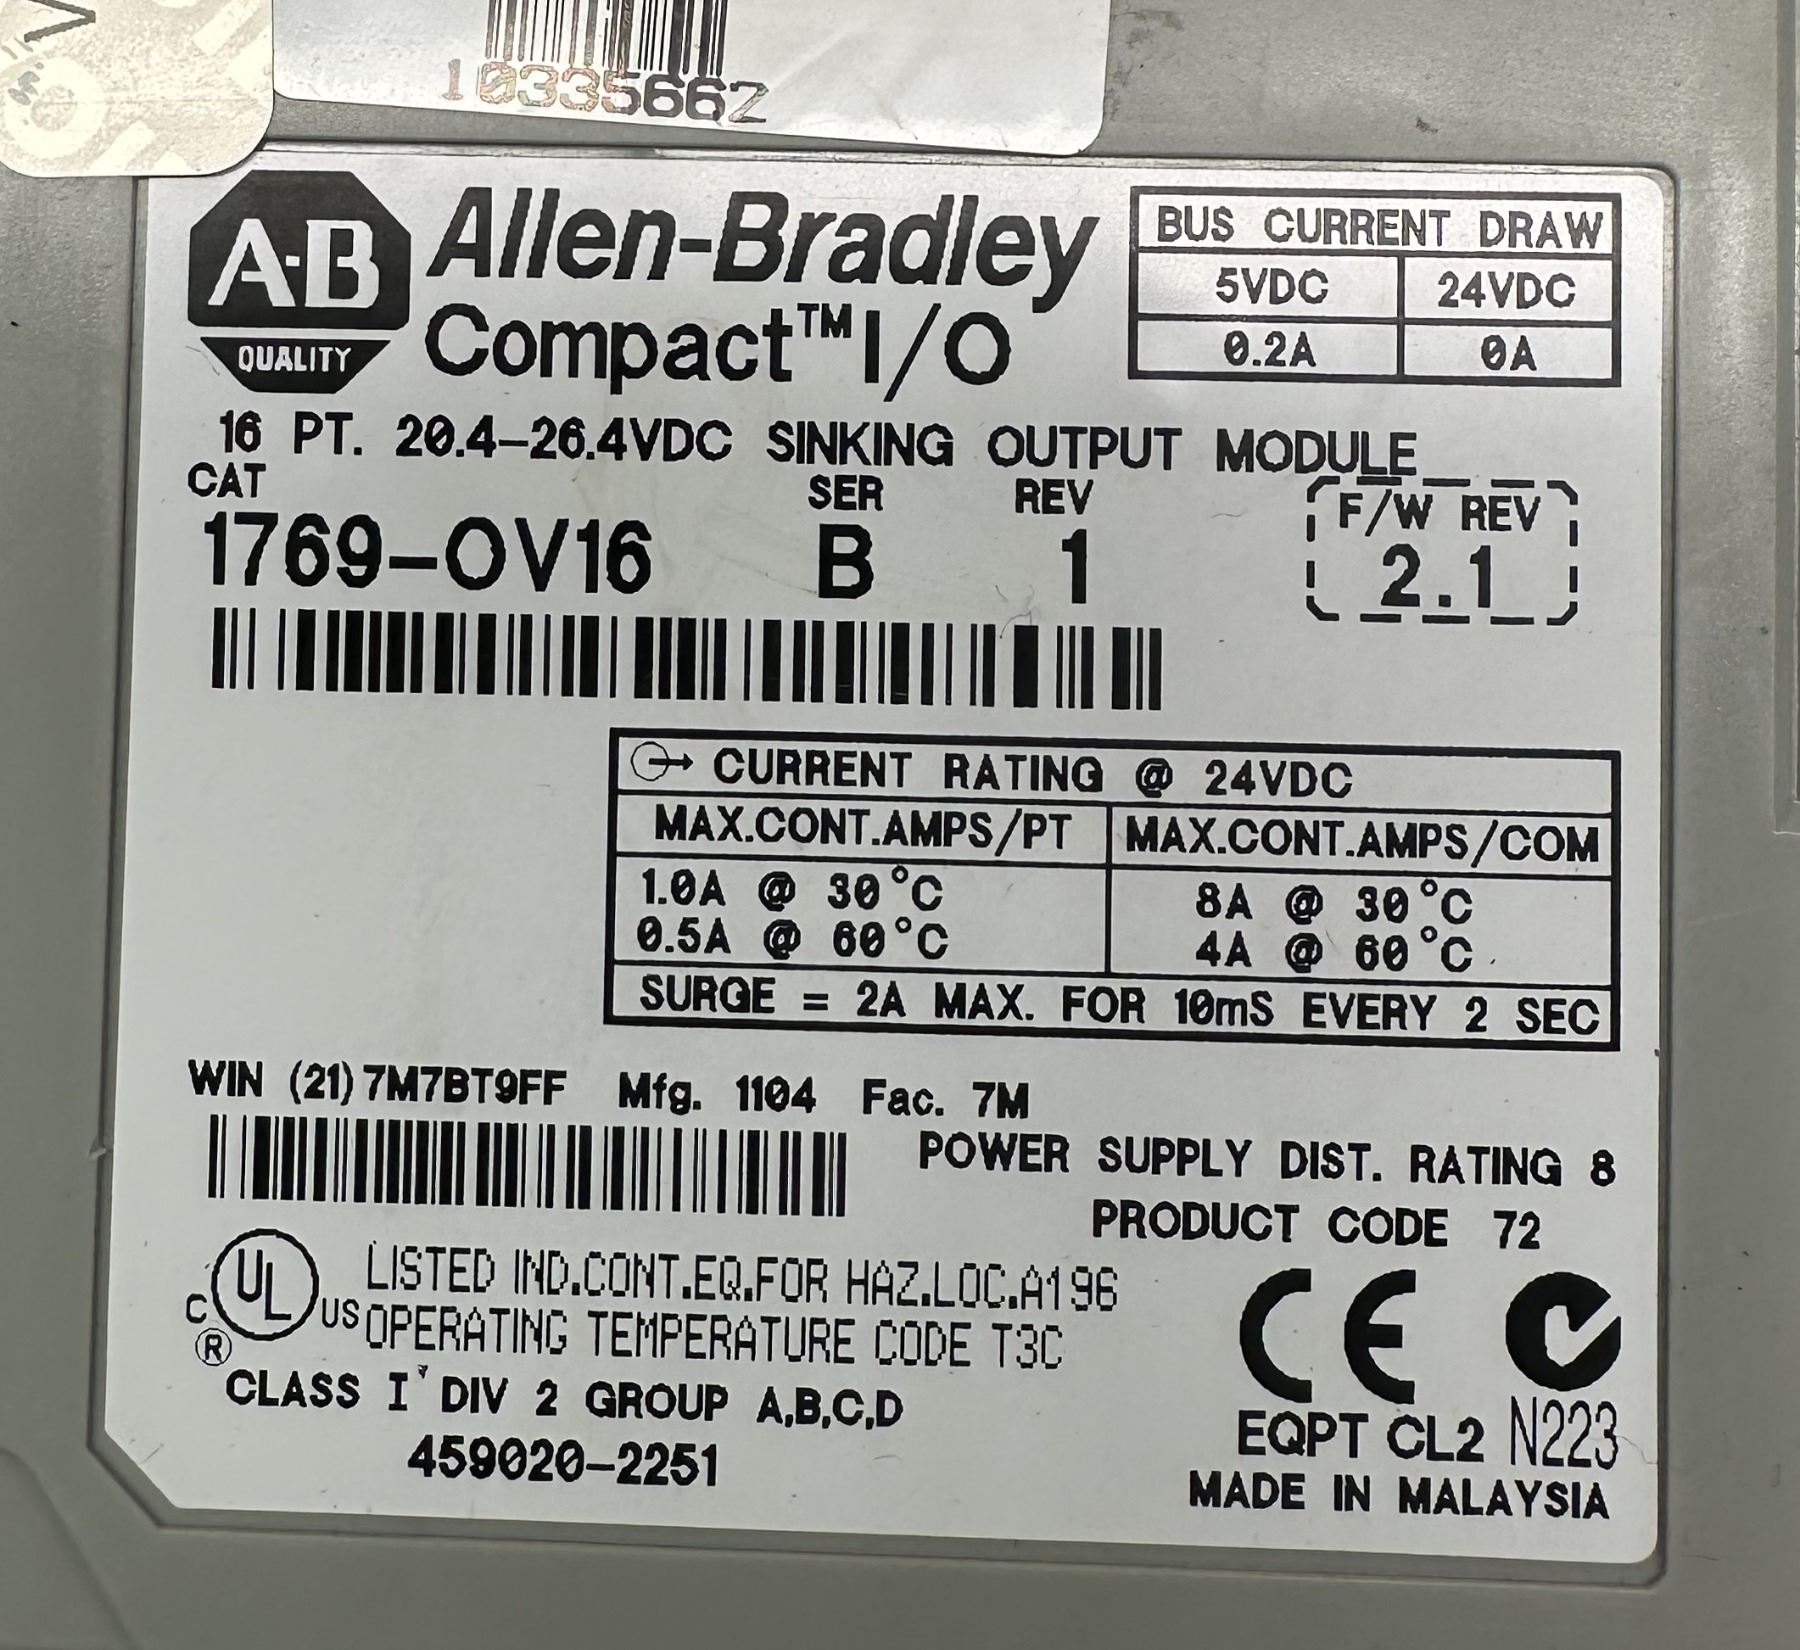 10335662
A-B
QUALITY
Allen-Bradley
Compact™ I/O
BUS CURRENT DRAW
5VDC 24VDC
0.2A 0A
16 PT. 20.4-26.4VDC SINKING OUTPUT MODULE
CAT SER REV F/W REV
1769-OV16 B 1 2.1
CURRENT RATING @ 24VDC
MAX.CONT.AMPS/PT MAX.CONT.AMPS/COM
1.0A @ 30°C 8A @ 30°C
0.5A @ 60°C 4A @ 60°C
SURGE = 2A MAX. FOR 10mS EVERY 2 SEC
WIN (21)7M7BT9FF Mfg. 1104 Fac. 7M
POWER SUPPLY DIST. RATING 8
PRODUCT CODE 72
C UL US ®
LISTED IND.CONT.EQ.FOR HAZ.LOC.A196
OPERATING TEMPERATURE CODE T3C
CLASS I, DIV 2 GROUP A,B,C,D
459020-2251
CE
EQPT CL2 N223
MADE IN MALAYSIA